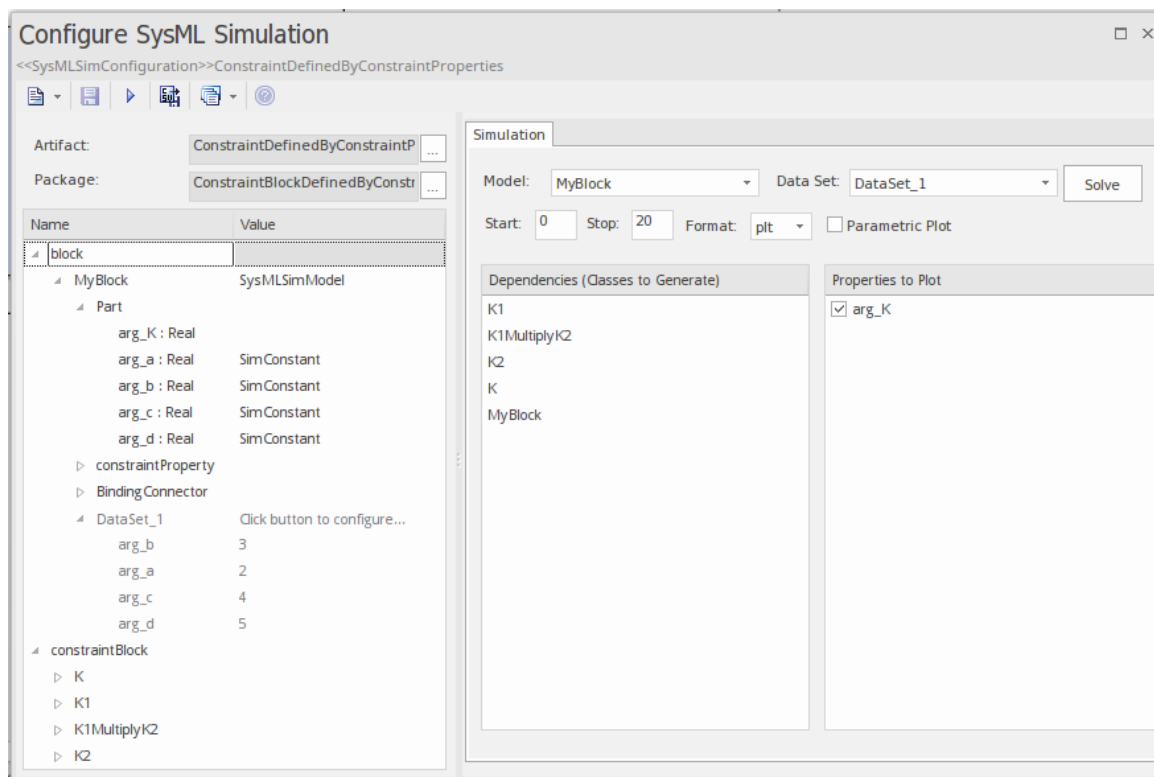 Configure SysML Simulation
<<SysMLSimConfiguration>>ConstraintDefinedByConstraintProperties
Artifact: ConstraintDefinedByConstraintP ...
Package: ConstraintBlockDefinedByConstr ...
Name Value
block
MyBlock SysMLSimModel
Part
arg_K : Real
arg_a : Real SimConstant
arg_b : Real SimConstant
arg_c : Real SimConstant
arg_d : Real SimConstant
constraintProperty
BindingConnector
DataSet_1 Click button to configure...
arg_b 3
arg_a 2
arg_c 4
arg_d 5
constraintBlock
K
K1
K1MultiplyK2
K2
Simulation
Model: MyBlock Data Set: DataSet_1 Solve
Start: 0 Stop: 20 Format: plt Parametric Plot
Dependencies (Classes to Generate)
K1
K1MultiplyK2
K2
K
MyBlock
Properties to Plot
arg_K